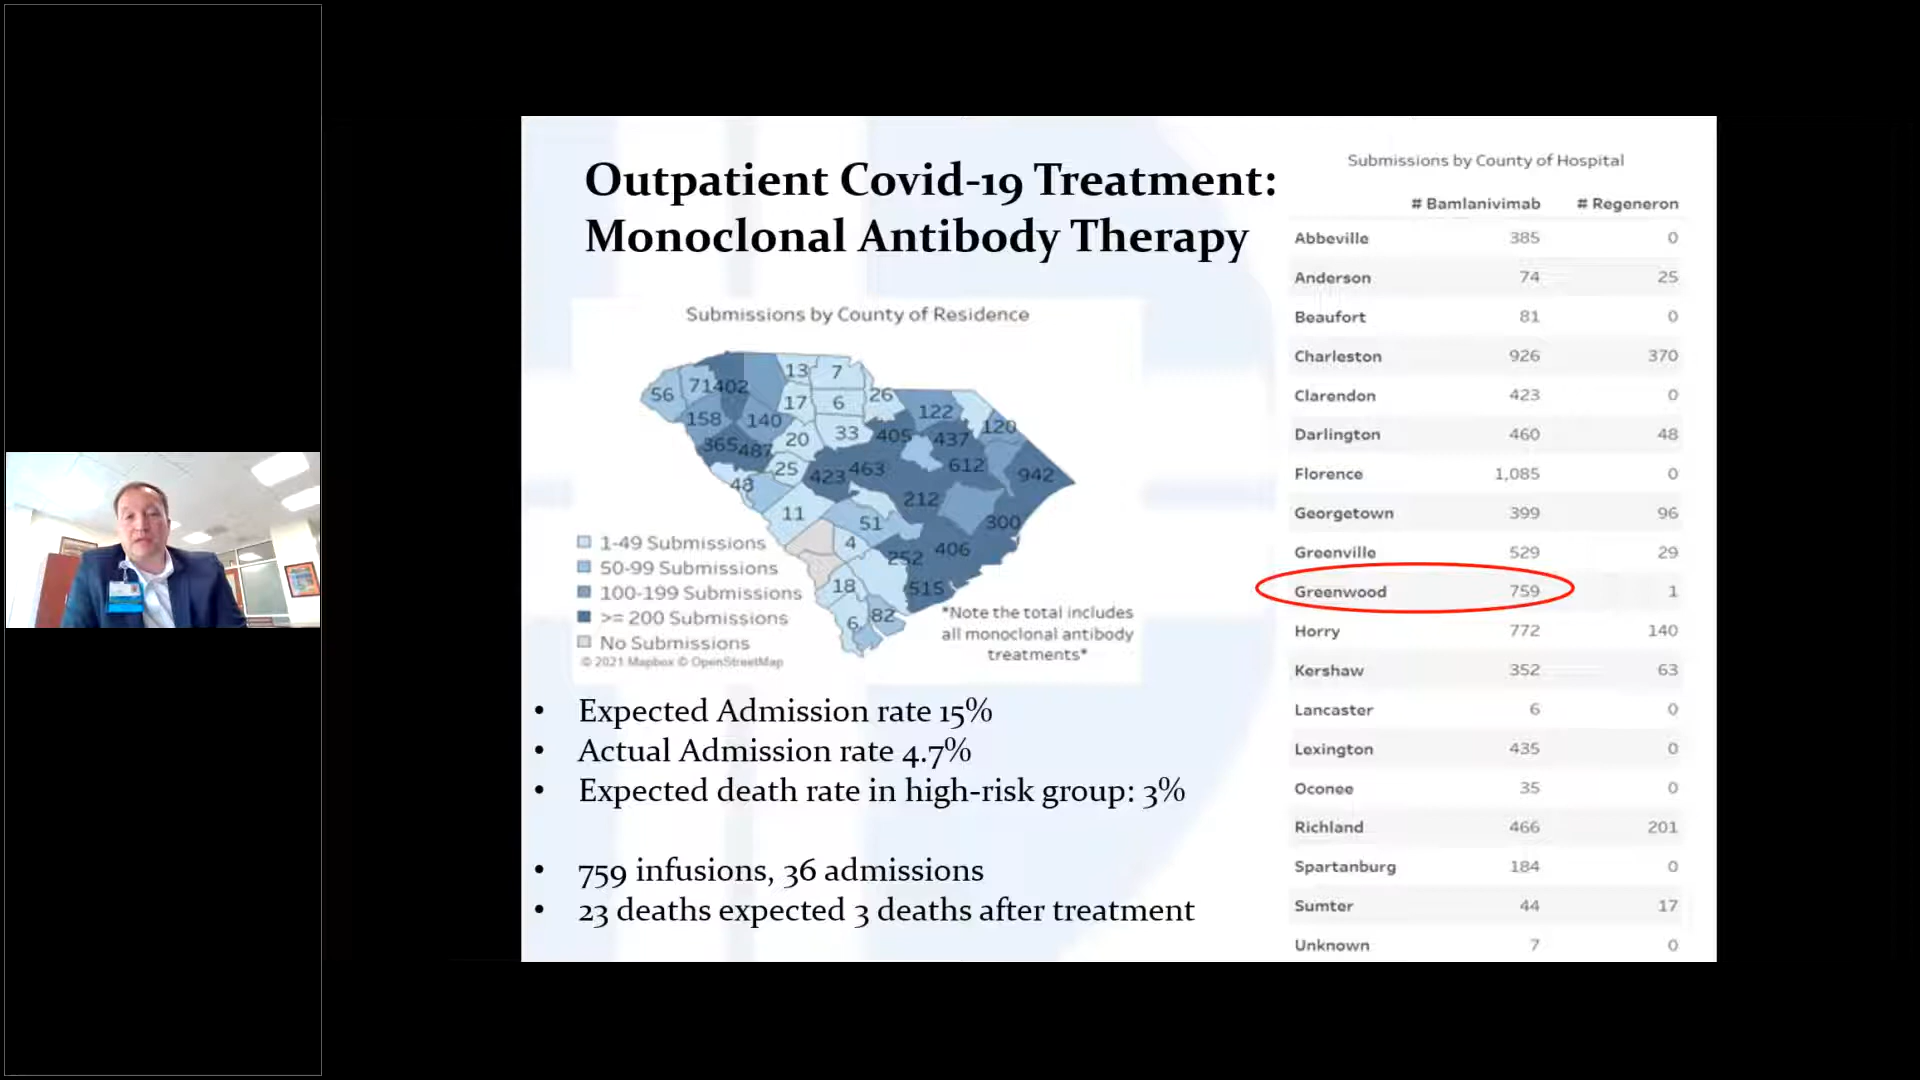 Outpatient Covid-19 Treatment:
Monoclonal Antibody Therapy
Submissions by County of Residence
13 7
56 71 402 26
17 6 122
158 140 120
33 405 437
365 487 20
25 423 463 612 942
48
212
11 51 300
4 252 406
18 515
6 82
1-49 Submissions
50-99 Submissions
100-199 Submissions
>= 200 Submissions
No Submissions
© 2021 Mapbox © OpenStreetMap
*Note the total includes
all monoclonal antibody
treatments*
• Expected Admission rate 15%
• Actual Admission rate 4.7%
• Expected death rate in high-risk group: 3%
• 759 infusions, 36 admissions
• 23 deaths expected 3 deaths after treatment
Submissions by County of Hospital
# Bamlanivimab # Regeneron
Abbeville 385 0
Anderson 74 25
Beaufort 81 0
Charleston 926 370
Clarendon 423 0
Darlington 460 48
Florence 1,085 0
Georgetown 399 96
Greenville 529 29
Greenwood 759 1
Horry 772 140
Kershaw 352 63
Lancaster 6 0
Lexington 435 0
Oconee 35 0
Richland 466 201
Spartanburg 184 0
Sumter 44 17
Unknown 7 0